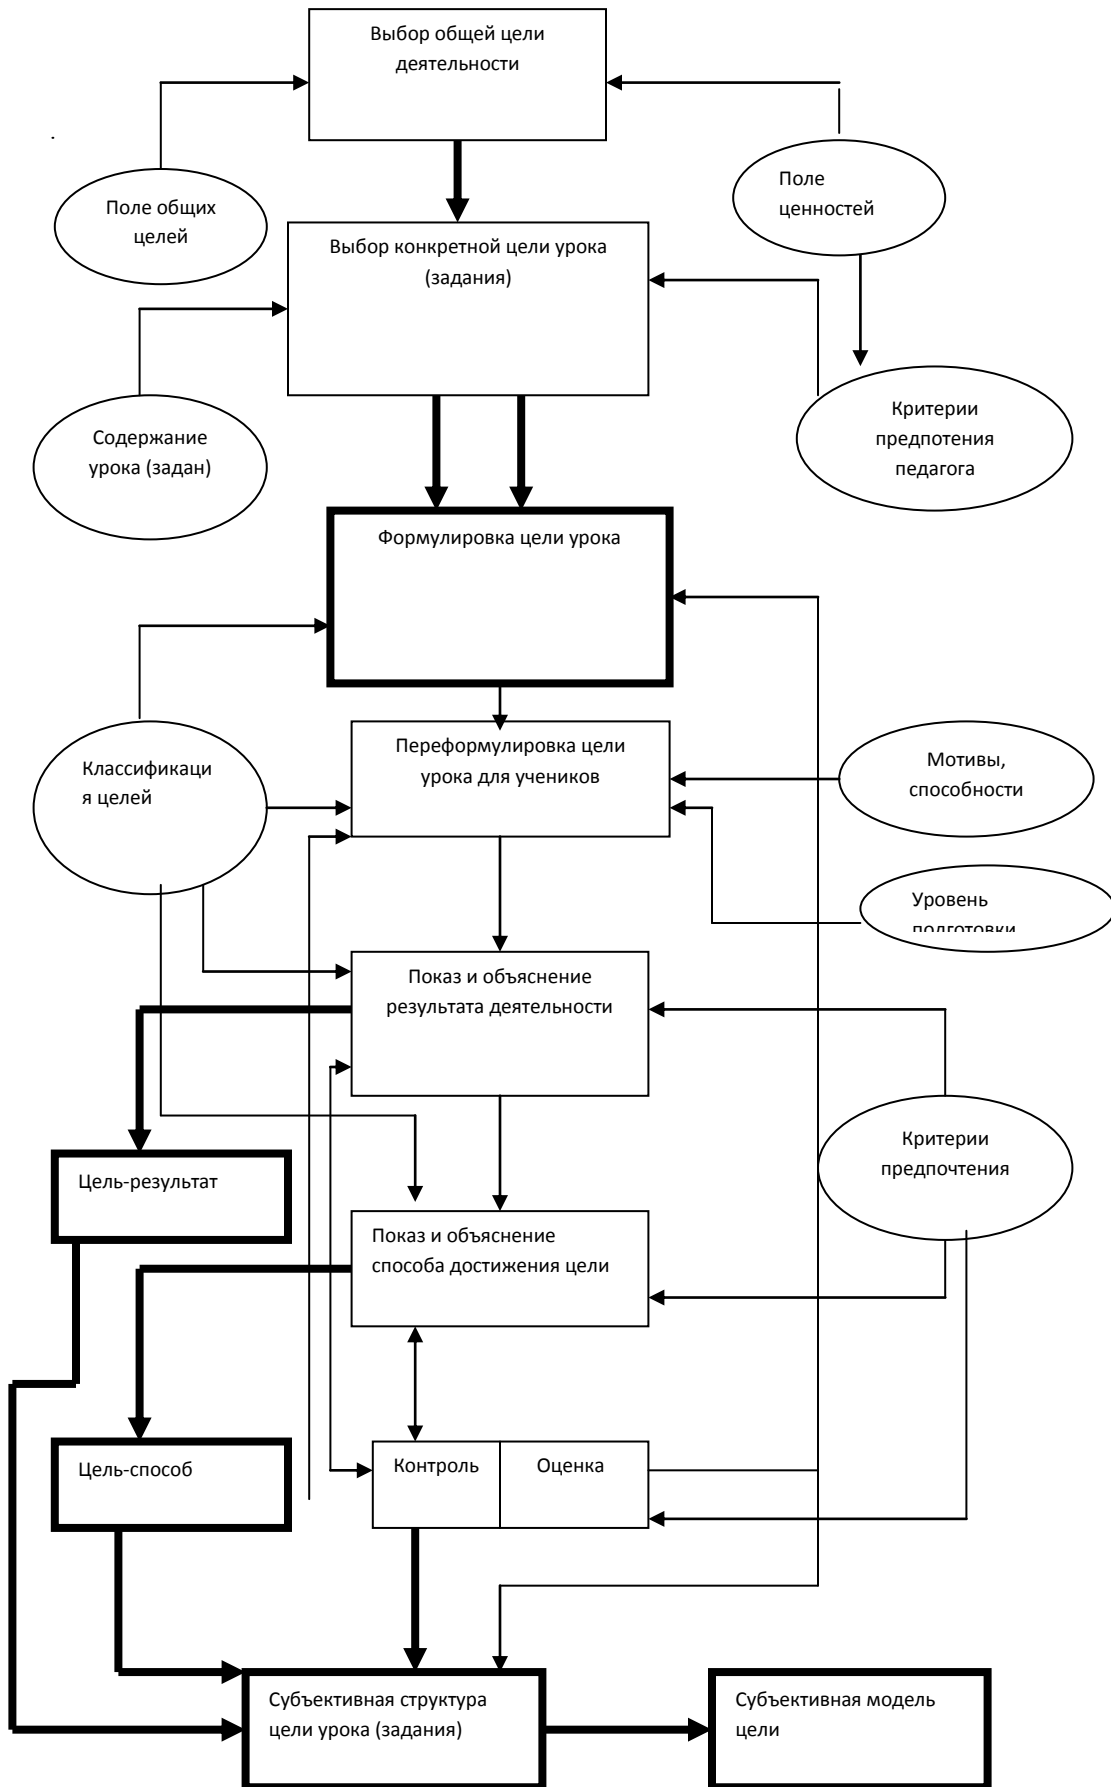 Выбор общей цели
деятельности
Поле общих
целей
Поле
ценностей
Выбор конкретной цели урока
(задания)
Содержание
урока (задан)
Критерии
предпотения
педагога
Формулировка цели урока
Классификаци
я целей
Переформулировка цели
урока для учеников
Мотивы,
способности
Уровень
подготовки
Показ и объяснение
результата деятельности
Критерии
предпочтения
Цель-результат
Показ и объяснение
способа достижения цели
Цель-способ
Контроль
Оценка
Субъективная структура
цели урока (задания)
Субъективная модель
цели